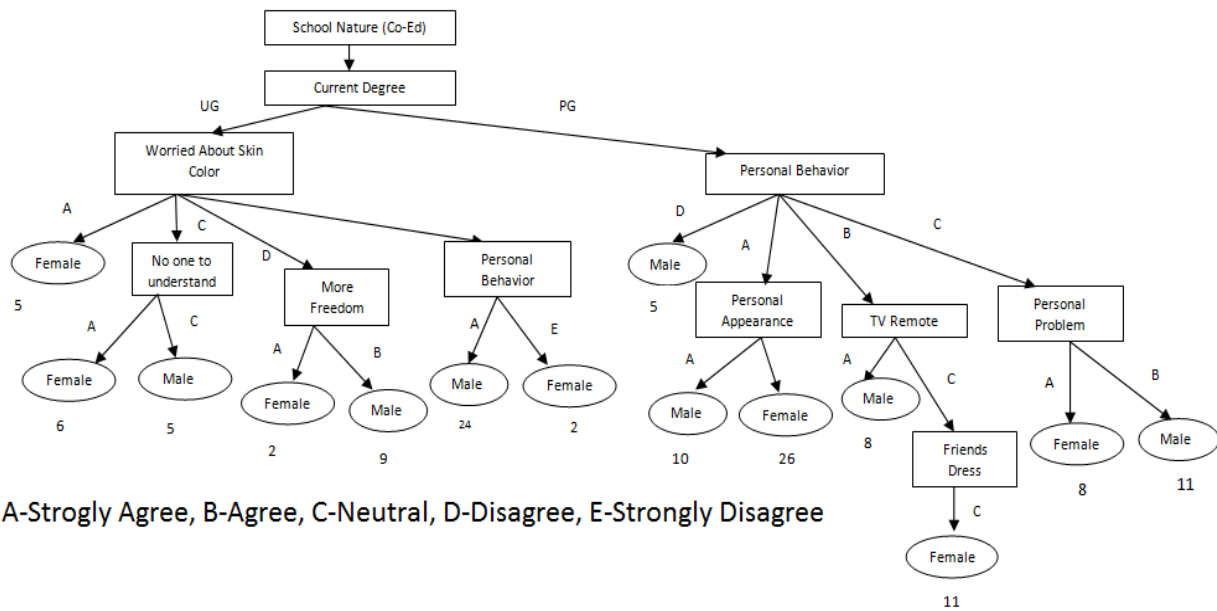 School Nature (Co-Ed)
Current Degree
UG
PG
Worried About Skin
Color
Personal Behavior
A
C
D
D
A
B
C
Female
5
No one to
understand
More
Freedom
Personal
Behavior
Male
5
Personal
Appearance
TV Remote
Personal
Problem
A
C
A
B
A
E
A
A
C
A
B
Female
6
Male
5
Female
2
Male
9
Male
24
Female
2
Male
10
Female
26
Male
8
Friends
Dress
Female
8
Male
11
C
Female
11
A-Strogly Agree, B-Agree, C-Neutral, D-Disagree, E-Strongly Disagree